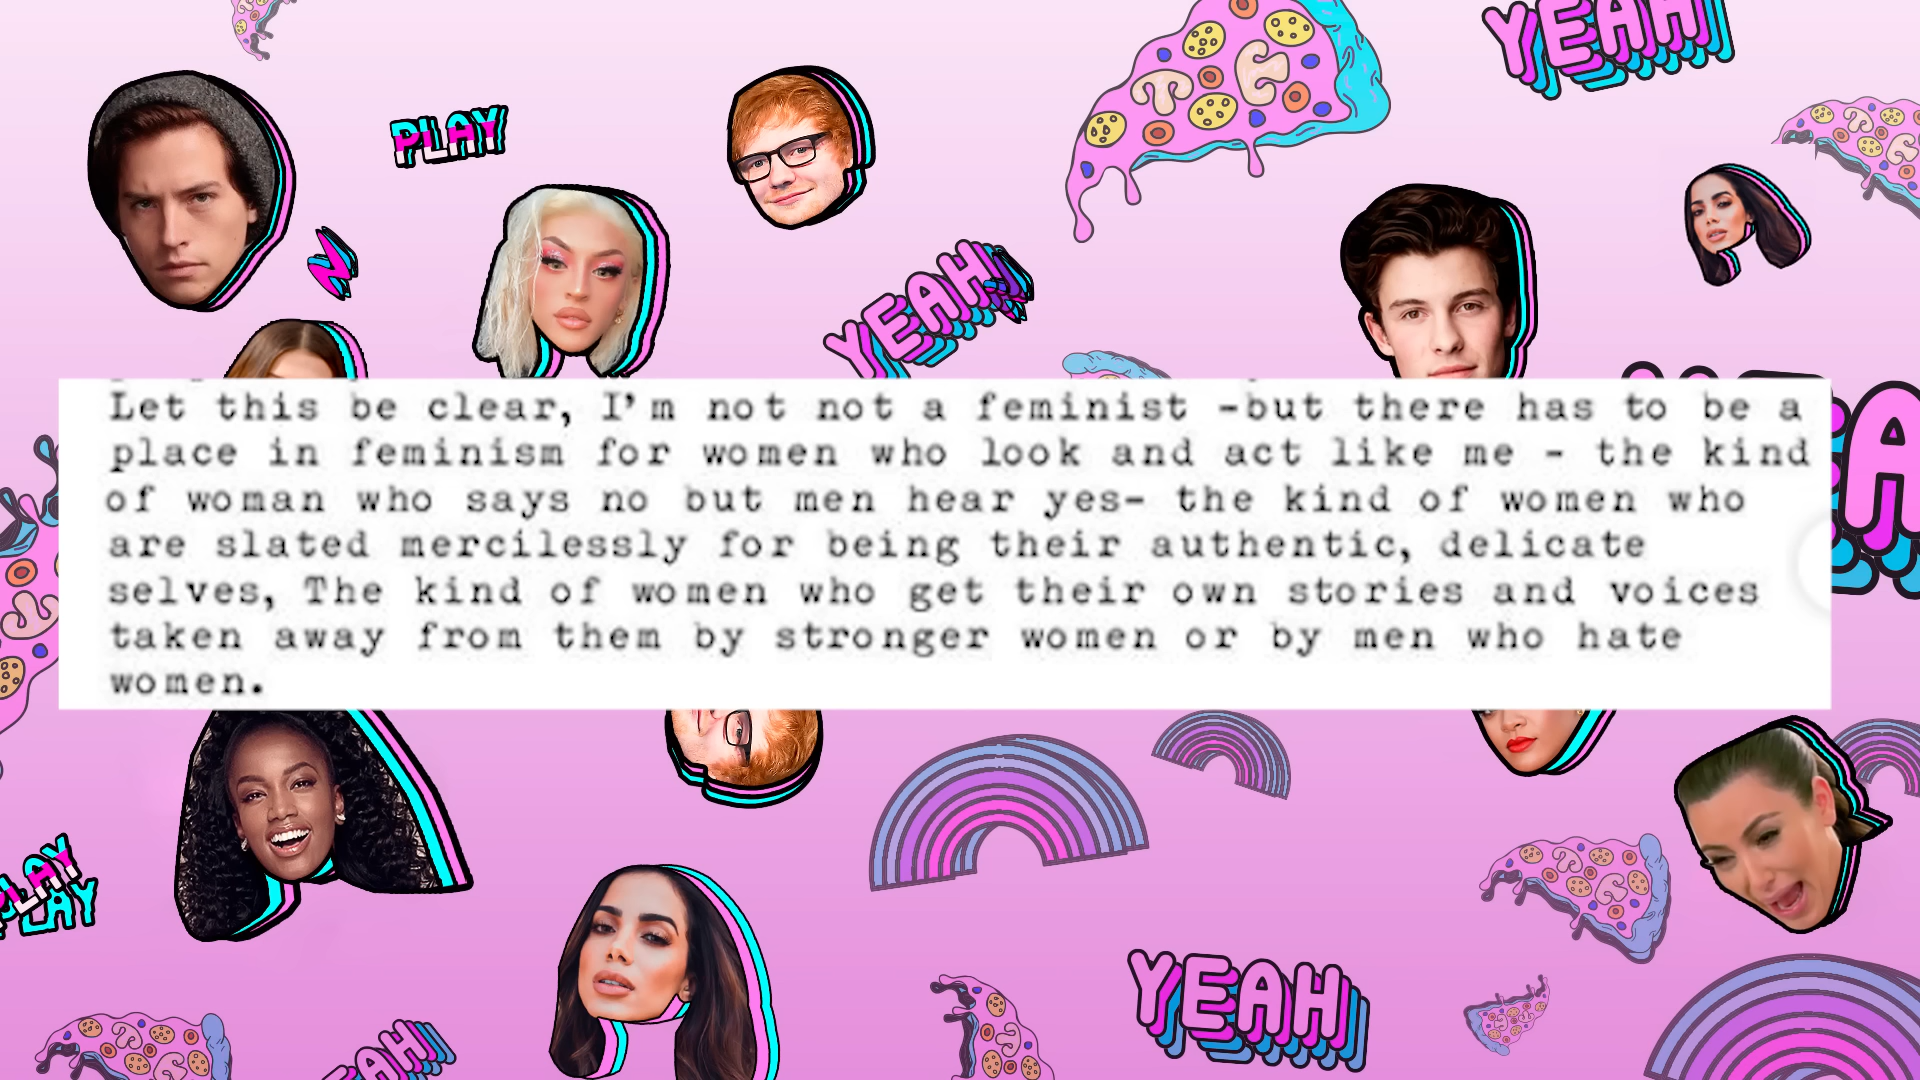 YEAH
PLAY
YEAH!
Let this be clear, I'm not not a feminist -but there has to be a
place in feminism for women who look and act like me - the kind
of woman who says no but men hear yes- the kind of women who
are slated mercilessly for being their authentic, delicate
selves, The kind of women who get their own stories and voices
taken away from them by stronger women or by men who hate
women.
PLAY
PLAY
YEAH